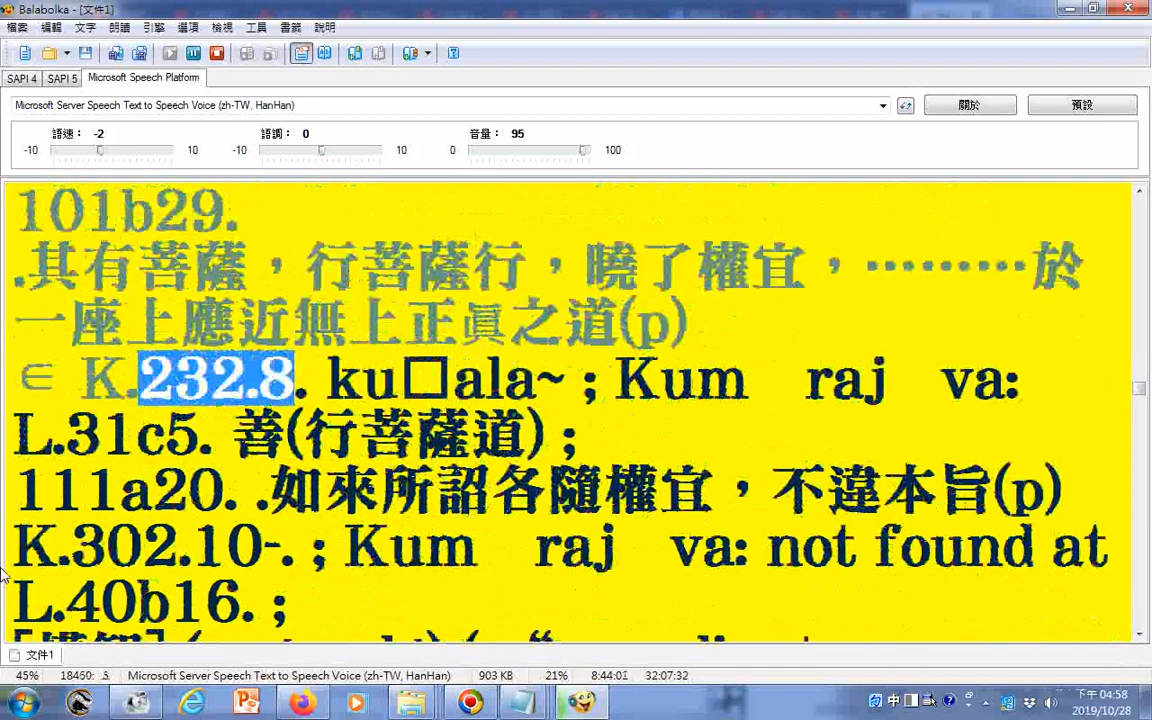 Balabolka - [文件1]
檔案 編輯 文字 朗讀 引擎 選項 檢視 工具 書籤 說明
SAPI 4 SAPI 5 Microsoft Speech Platform
Microsoft Server Speech Text to Speech Voice (zh-TW, HanHan) 關於 預設
語速： -2 語調： 0 音量： 95
-10 10 -10 10 0 100
101b29.
.其有菩薩，行菩薩行，曉了權宜，………於
一座上應近無上正眞之道(p)
∈ K.232.8. ku□ala~ ; Kum raj va:
L.31c5. 善(行菩薩道) ;
111a20. .如來所詔各隨權宜，不違本旨(p)
K.302.10-. ; Kum raj va: not found at
L.40b16. ;
文件1
45% Microsoft Server Speech Text to Speech Voice (zh-TW, HanHan) 903 KB 21% 8:44:01 32:07:32
中 下午 04:58
2019/10/28